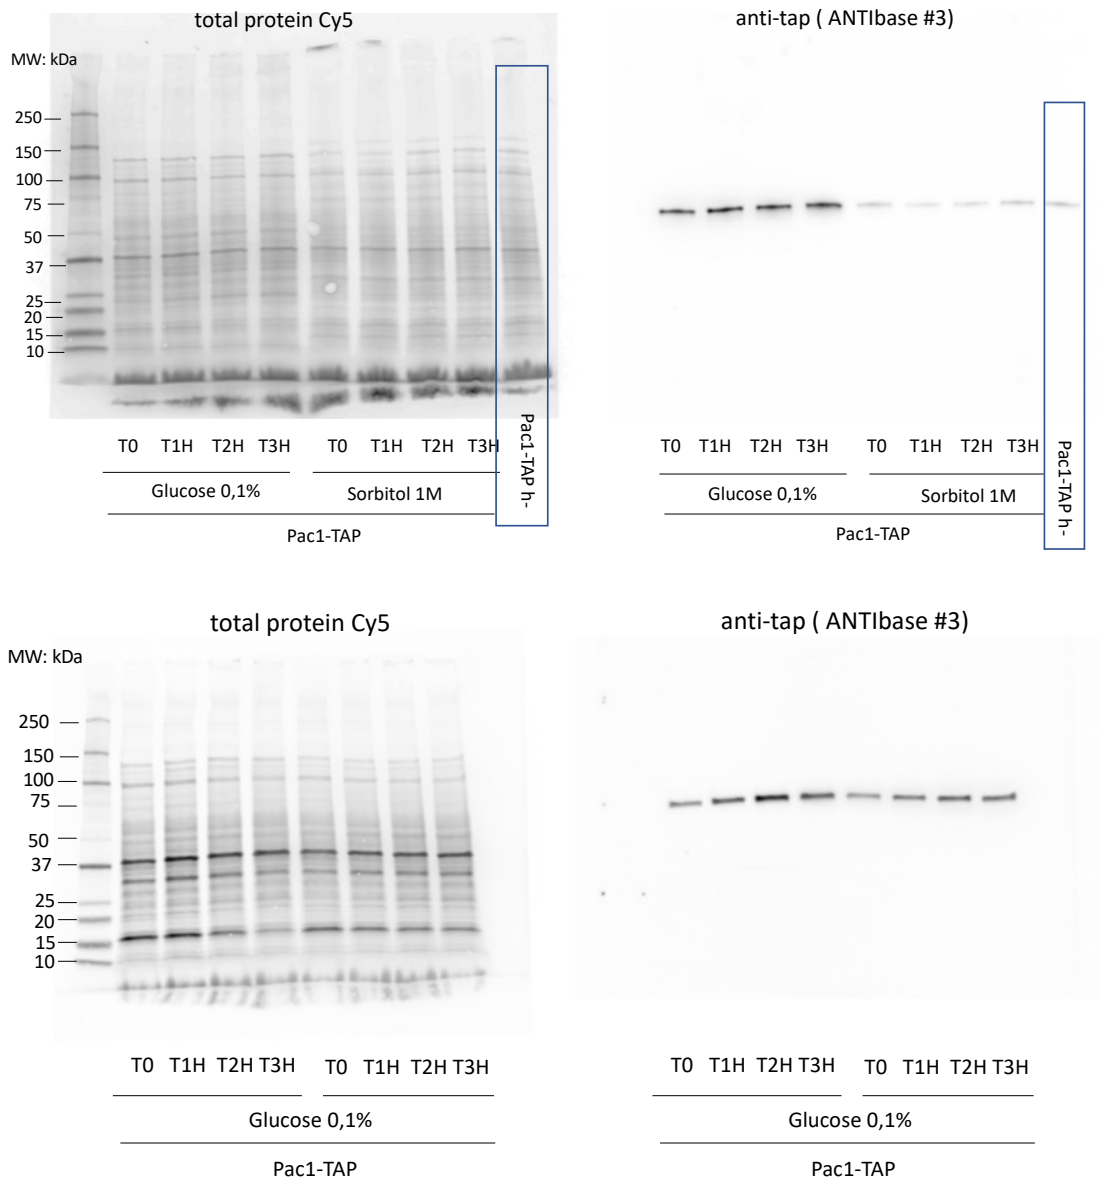 total protein Cy5
MW: kDa
250
150
100
75
50
37
25
20
15
10
T0 T1H T2H T3H T0 T1H T2H T3H
Glucose 0,1% Sorbitol 1M
Pac1-TAP
Pac1-TAP h-
anti-tap ( ANTIbase #3)
T0 T1H T2H T3H T0 T1H T2H T3H
Glucose 0,1% Sorbitol 1M
Pac1-TAP
Pac1-TAP h-
total protein Cy5
MW: kDa
250
150
100
75
50
37
25
20
15
10
T0 T1H T2H T3H T0 T1H T2H T3H
Glucose 0,1%
Pac1-TAP
anti-tap ( ANTIbase #3)
T0 T1H T2H T3H T0 T1H T2H T3H
Glucose 0,1%
Pac1-TAP